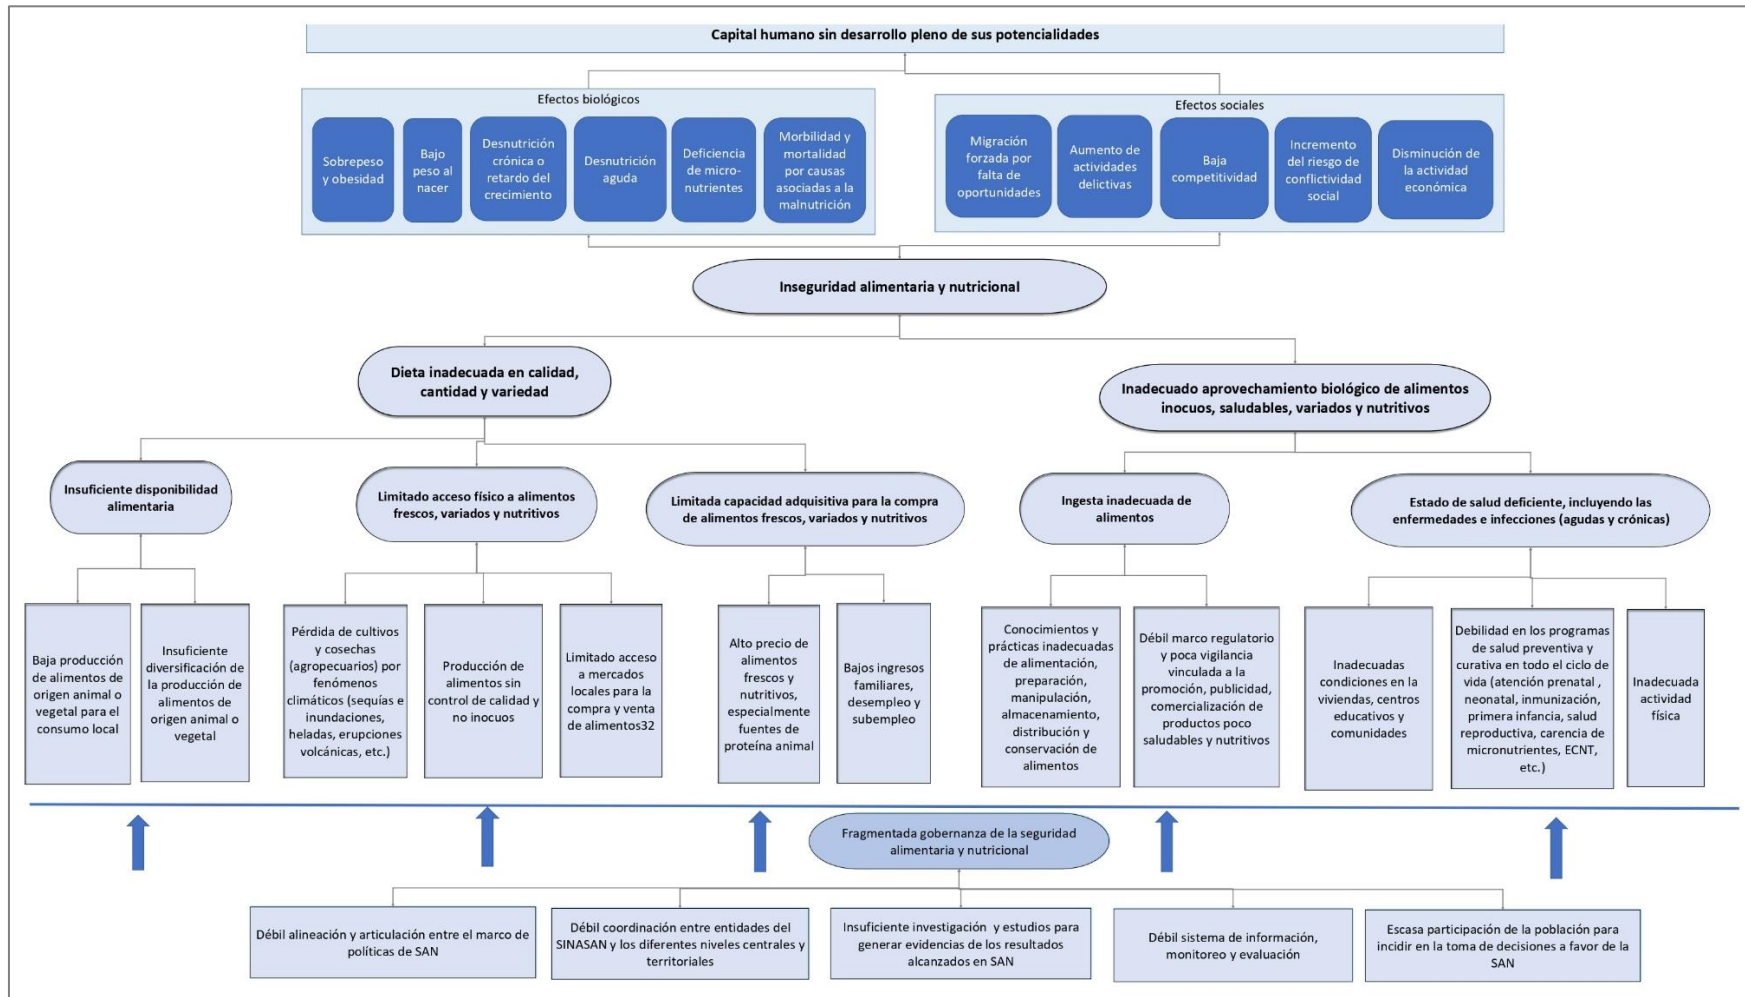 Capital humano sin desarrollo pleno de sus potencialidades
Efectos biológicos
Sobrepeso
y obesidad
Bajo
peso al
nacer
Desnutrición
crónica o
retardo del
crecimiento
Desnutrición
aguda
Deficiencia
de micro-
nutrientes
Morbilidad y
mortalidad
por causas
asociadas a la
malnutrición
Efectos sociales
Migración
forzada por
falta de
oportunidades
Aumento de
actividades
delictivas
Baja
competitividad
Incremento
del riesgo de
conflictividad
social
Disminución de
la actividad
económica
Inseguridad alimentaria y nutricional
Dieta inadecuada en calidad,
cantidad y variedad
Inadecuado aprovechamiento biológico de alimentos
inocuos, saludables, variados y nutritivos
Insuficiente disponibilidad
alimentaria
Limitado acceso físico a alimentos
frescos, variados y nutritivos
Limitada capacidad adquisitiva para la compra
de alimentos frescos, variados y nutritivos
Ingesta inadecuada de
alimentos
Estado de salud deficiente, incluyendo las
enfermedades e infecciones (agudas y crónicas)
Baja producción
de alimentos de
origen animal o
vegetal para el
consumo local
Insuficiente
diversificación de
la producción de
alimentos de
origen animal o
vegetal
Pérdida de cultivos
y cosechas
(agropecuarios) por
fenómenos
climáticos (sequías e
inundaciones,
heladas, erupciones
volcánicas, etc.)
Producción de
alimentos sin
control de calidad y
no inocuos
Limitado acceso
a mercados
locales para la
compra y venta
de alimentos32
Alto precio de
alimentos
frescos y
nutritivos,
especialmente
fuentes de
proteína animal
Bajos ingresos
familiares,
desempleo y
subempleo
Conocimientos y
prácticas inadecuadas
de alimentación,
preparación,
manipulación,
almacenamiento,
distribución y
conservación de
alimentos
Débil marco regulatorio
y poca vigilancia
vinculada a la
promoción, publicidad,
comercialización de
productos poco
saludables y nutritivos
Inadecuadas
condiciones en la
viviendas, centros
educativos y
comunidades
Debilidad en los programas
de salud preventiva y
curativa en todo el ciclo de
vida (atención prenatal ,
neonatal, inmunización,
primera infancia, salud
reproductiva, carencia de
micronutrientes, ECNT,
etc.)
Inadecuada
actividad
física
Fragmentada gobernanza de la seguridad
alimentaria y nutricional
Débil alineación y articulación entre el marco de
políticas de SAN
Débil coordinación entre entidades del
SINASAN y los diferentes niveles centrales y
territoriales
Insuficiente investigación y estudios para
generar evidencias de los resultados
alcanzados en SAN
Débil sistema de información,
monitoreo y evaluación
Escasa participación de la población para
incidir en la toma de decisiones a favor de la
SAN